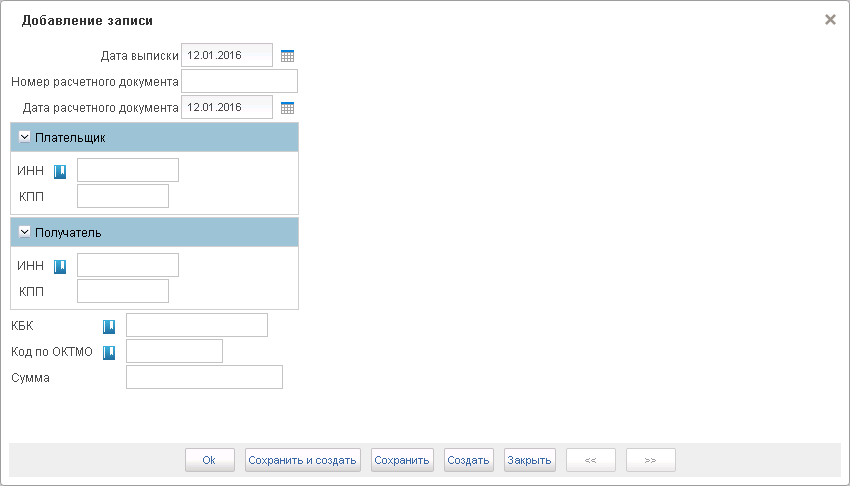 Добавление записи
Дата выписки 12.01.2016
Номер расчетного документа
Дата расчетного документа 12.01.2016
Плательщик
ИНН
КПП
Получатель
ИНН
КПП
КБК
Код по ОКТМО
Сумма
Ok Сохранить и создать Сохранить Создать Закрыть << >>